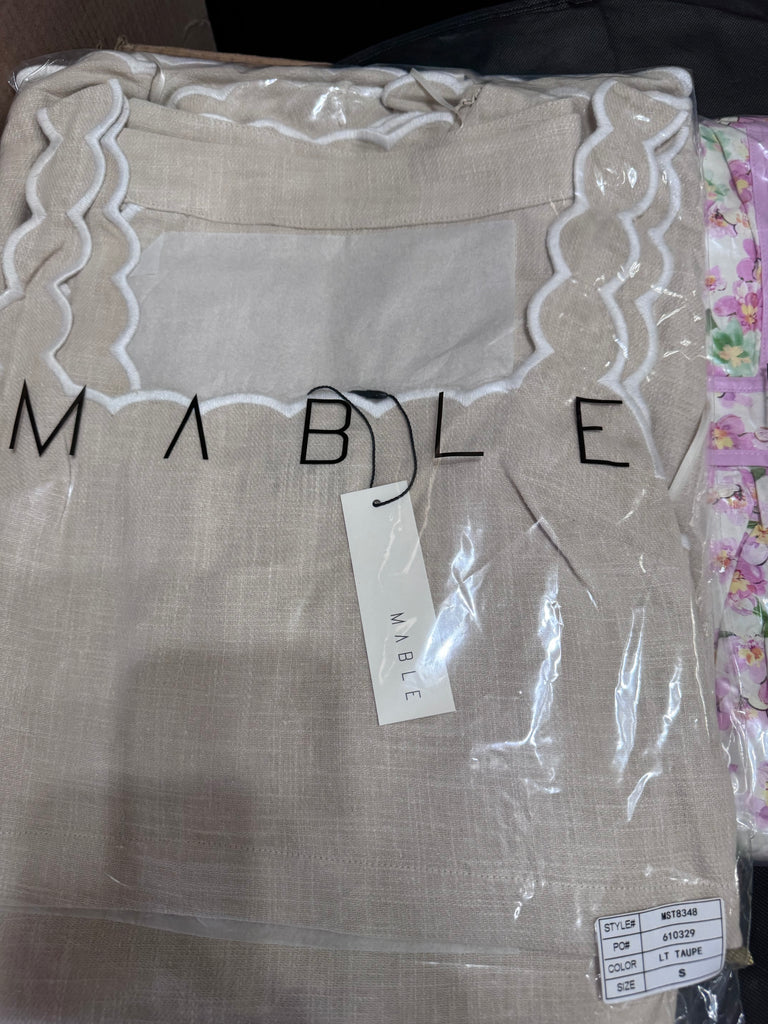 MABLE
MABLE
STYLE# MST8348
PO# 610329
COLOR LT TAUPE
SIZE S